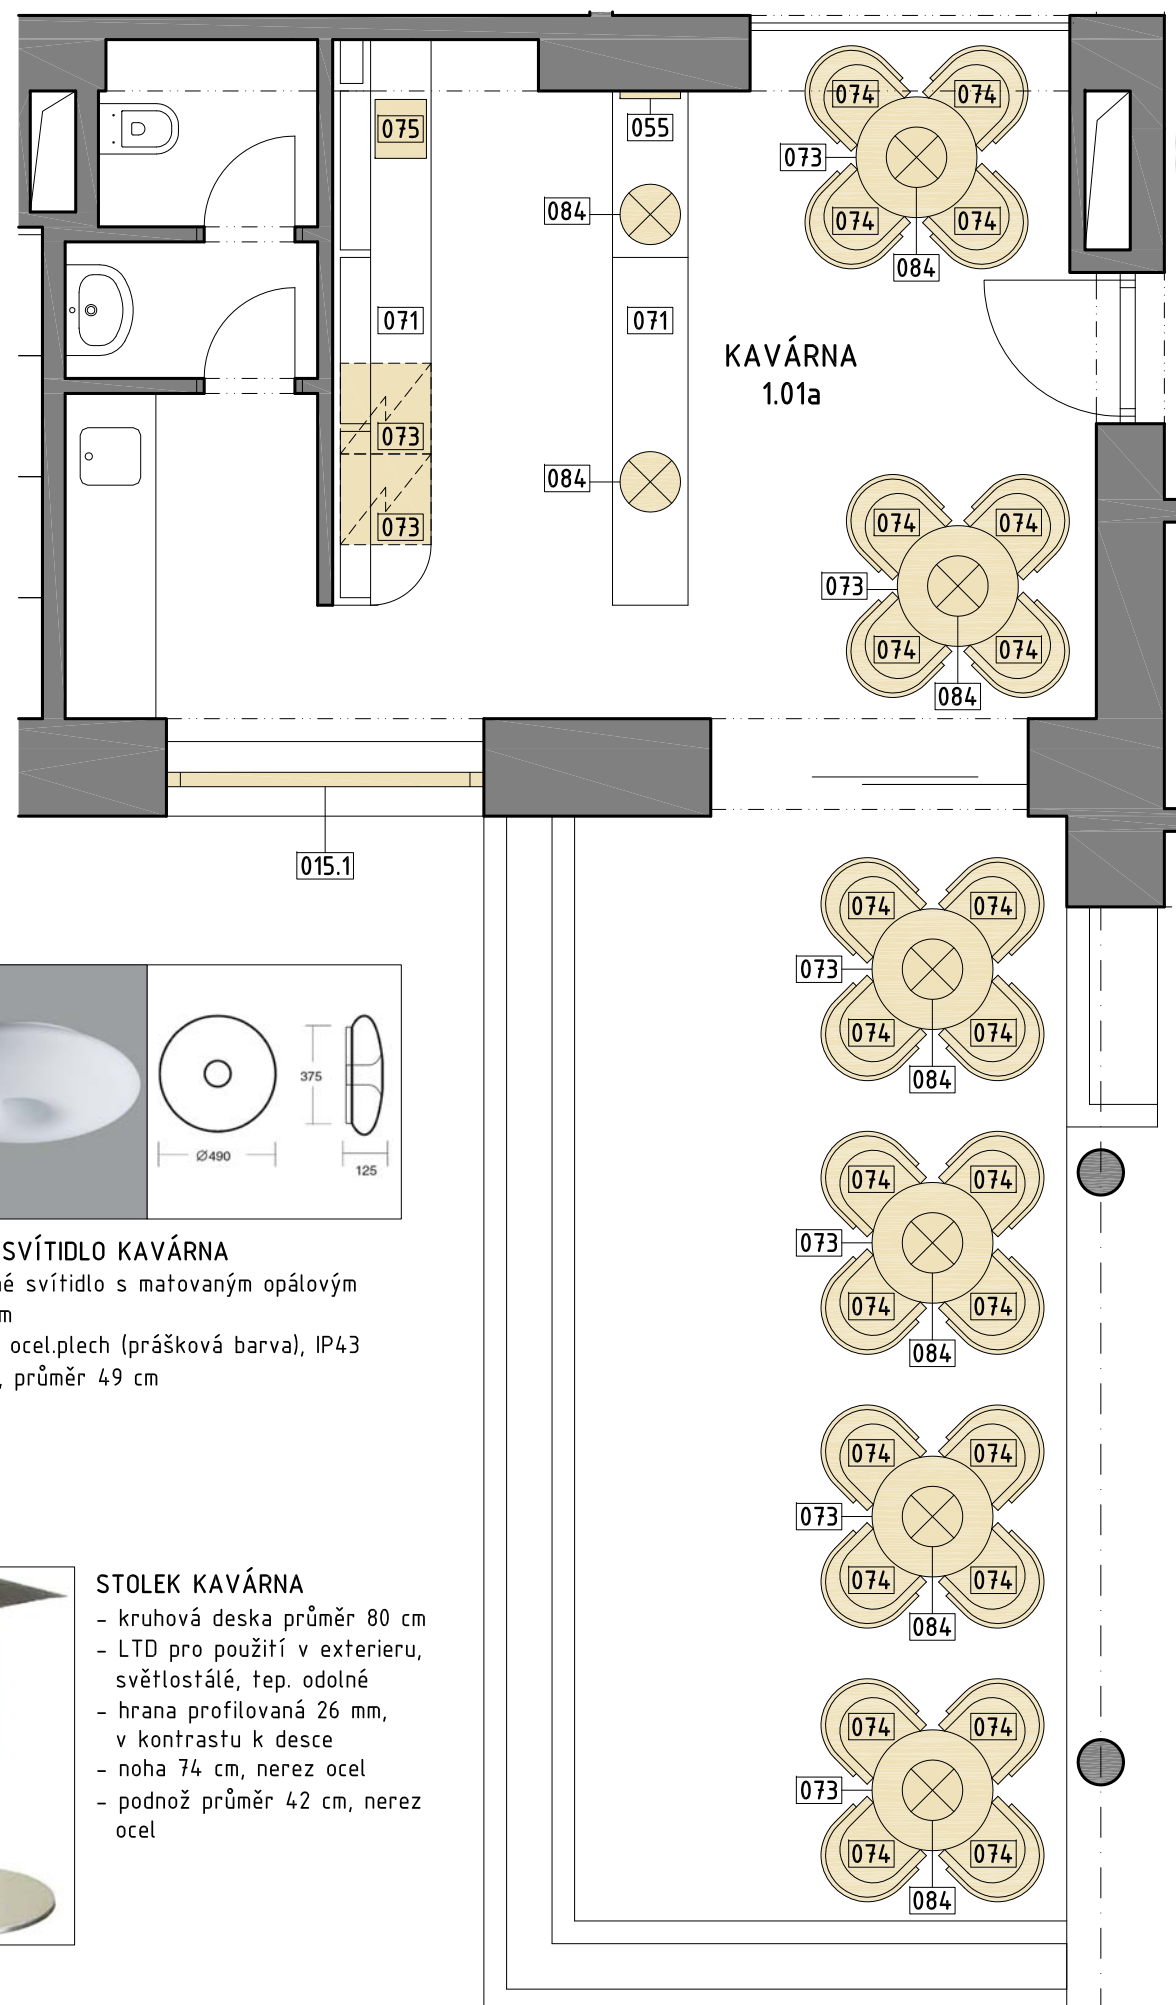 074 074
075
055
073
084
074 074
084
071
071
KAVÁRNA
1.01a
073
084
073
074 074
073
074 074
084
015.1
074 074
073
074 074
084
375
Ø490
125
074 074
073
074 074
084
SVÍTIDLO KAVÁRNA
né svítidlo s matovaným opálovým
m
ocel.plech (prášková barva), IP43
, průměr 49 cm
074 074
073
074 074
084
STOLEK KAVÁRNA
- kruhová deska průměr 80 cm
- LTD pro použití v exterieru,
světlostálé, tep. odolné
- hrana profilovaná 26 mm,
v kontrastu k desce
- noha 74 cm, nerez ocel
- podnož průměr 42 cm, nerez
ocel
074 074
073
074 074
084